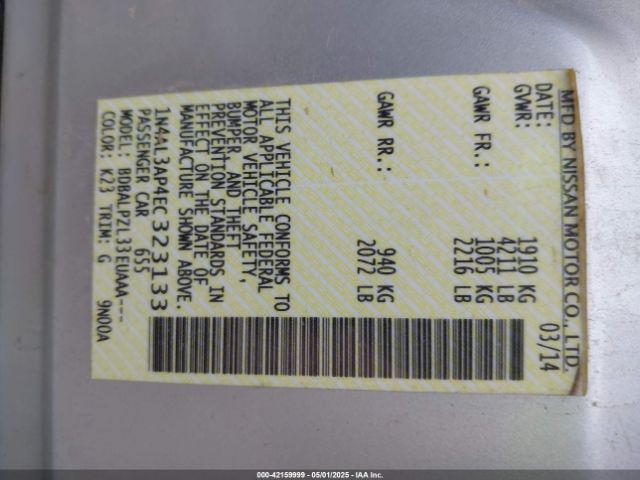 MFD BY NISSAN MOTOR CO., LTD.
DATE: 03/14
GVWR: 1910 KG
4211 LB
GAWR FR.: 1005 KG
2216 LB
GAWR RR.: 940 KG
2072 LB
THIS VEHICLE CONFORMS TO
ALL APPLICABLE FEDERAL
MOTOR VEHICLE SAFETY,
BUMPER, AND THEFT
PREVENTION STANDARDS IN
EFFECT ON THE DATE OF
MANUFACTURE SHOWN ABOVE.
1N4AL3AP4EC323133
PASSENGER CAR 655
MODEL: BDBALPZL33EUAAA---
COLOR: K23 TRIM: G 9N00A
000-42159999 - 05/01/2025 - IAA Inc.